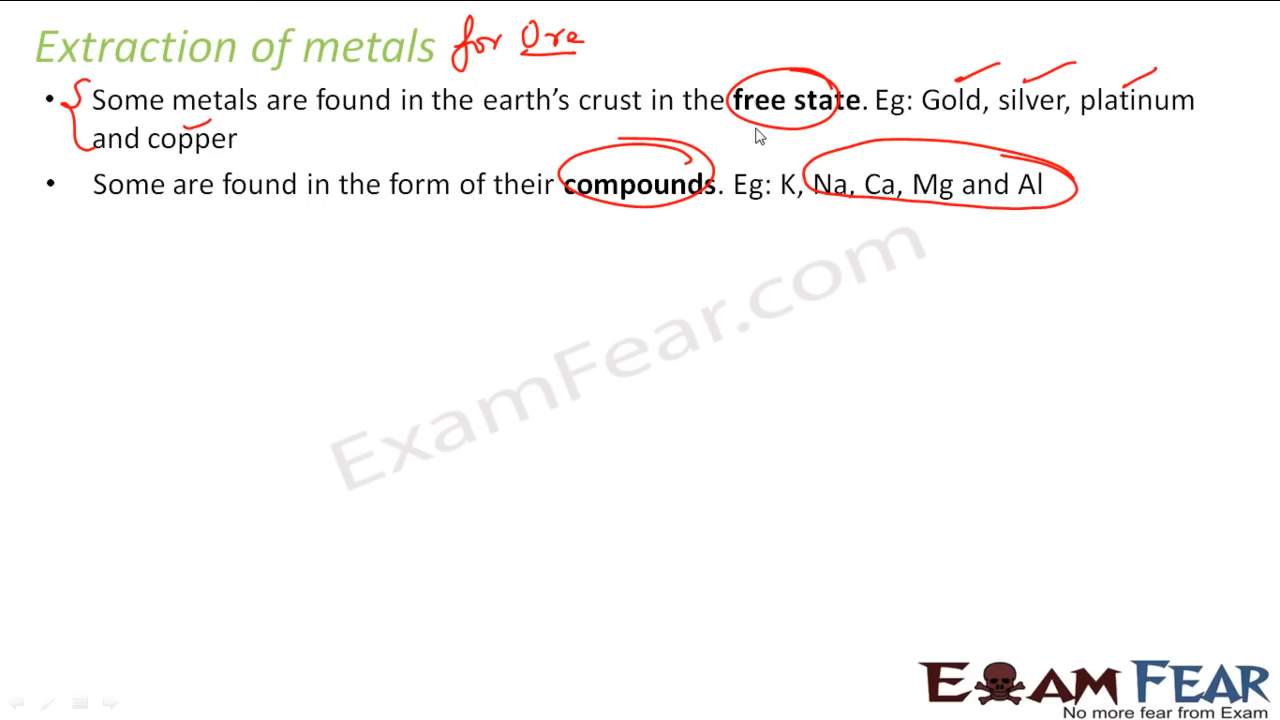 Extraction of metals for Ore
• Some metals are found in the earth's crust in the free state. Eg: Gold, silver, platinum
and copper
• Some are found in the form of their compounds. Eg: K, Na, Ca, Mg and Al
ExamFear.com
EXAM FEAR
No more fear from Exam